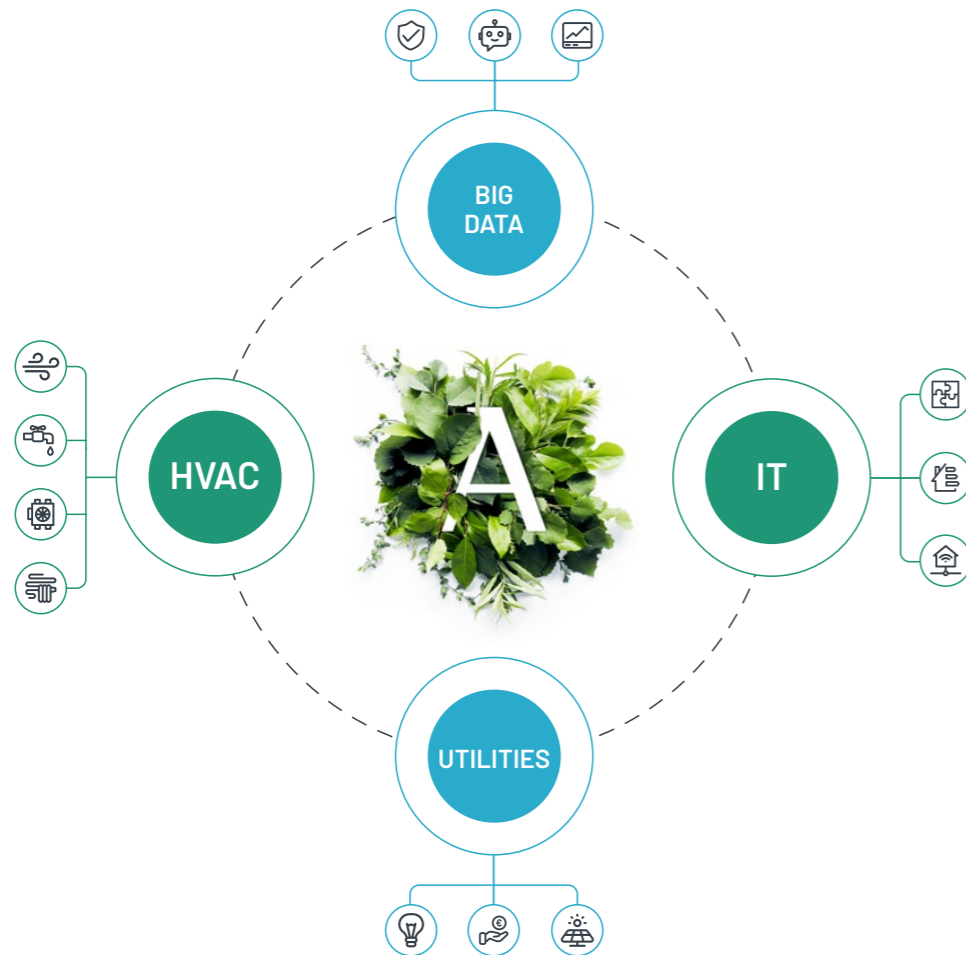 BIG
DATA
HVAC
A
IT
UTILITIES
€